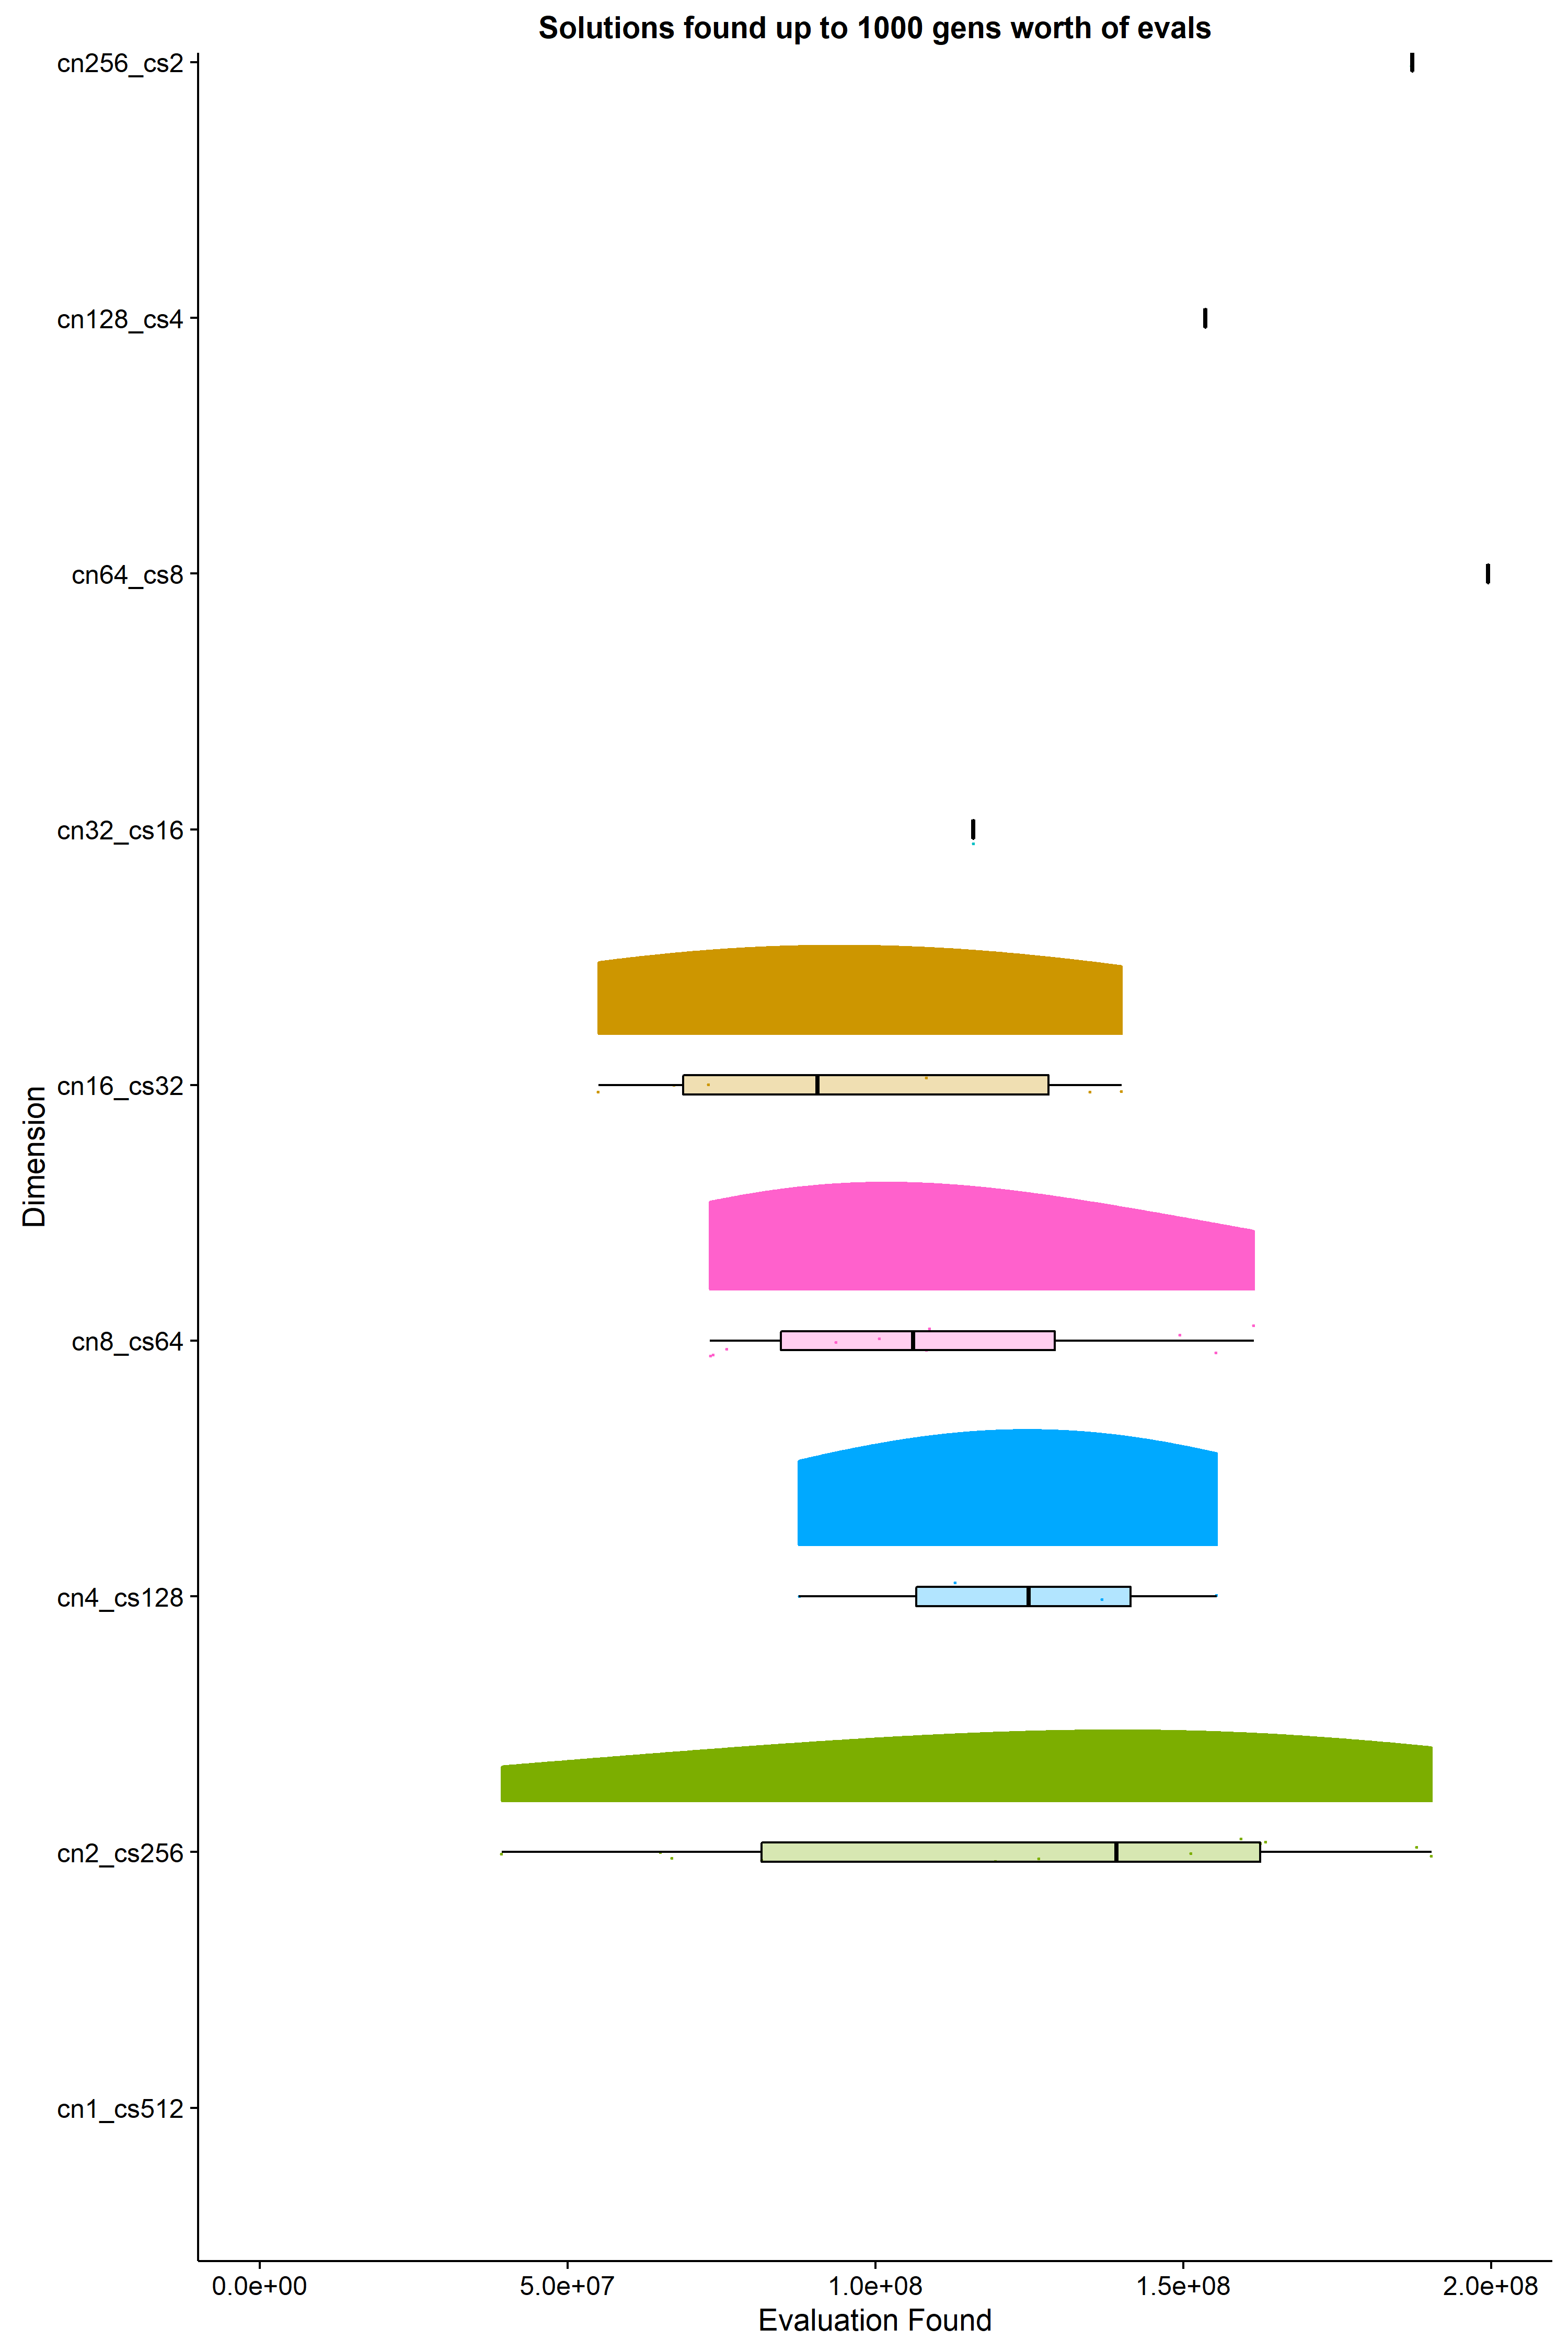 Solutions found up to 1000 gens worth of evals
cn256_cs2
cn128_cs4
cn64_cs8
cn32_cs16
cn16_cs32
cn8_cs64
cn4_cs128
cn2_cs256
cn1_cs512
Dimension
0.0e+00 5.0e+07 1.0e+08 1.5e+08 2.0e+08
Evaluation Found